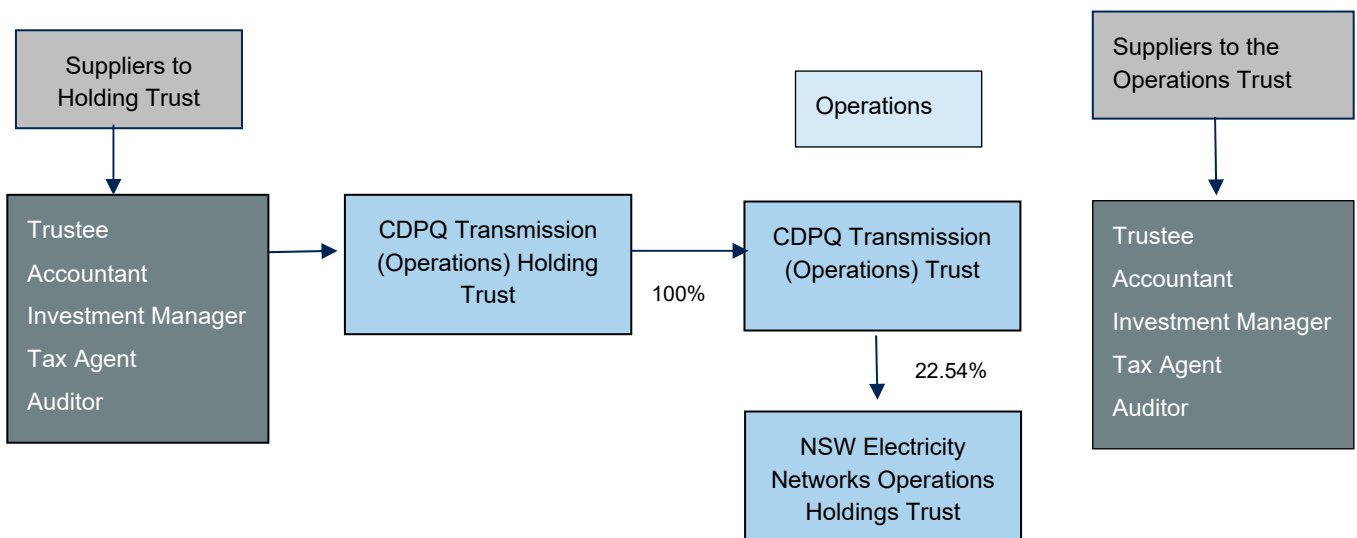 Suppliers to
Holding Trust
Operations
Suppliers to the
Operations Trust
Trustee
Accountant
Investment Manager
Tax Agent
Auditor
CDPQ Transmission
(Operations) Holding
Trust
100%
CDPQ Transmission
(Operations) Trust
22.54%
NSW Electricity
Networks Operations
Holdings Trust
Trustee
Accountant
Investment Manager
Tax Agent
Auditor